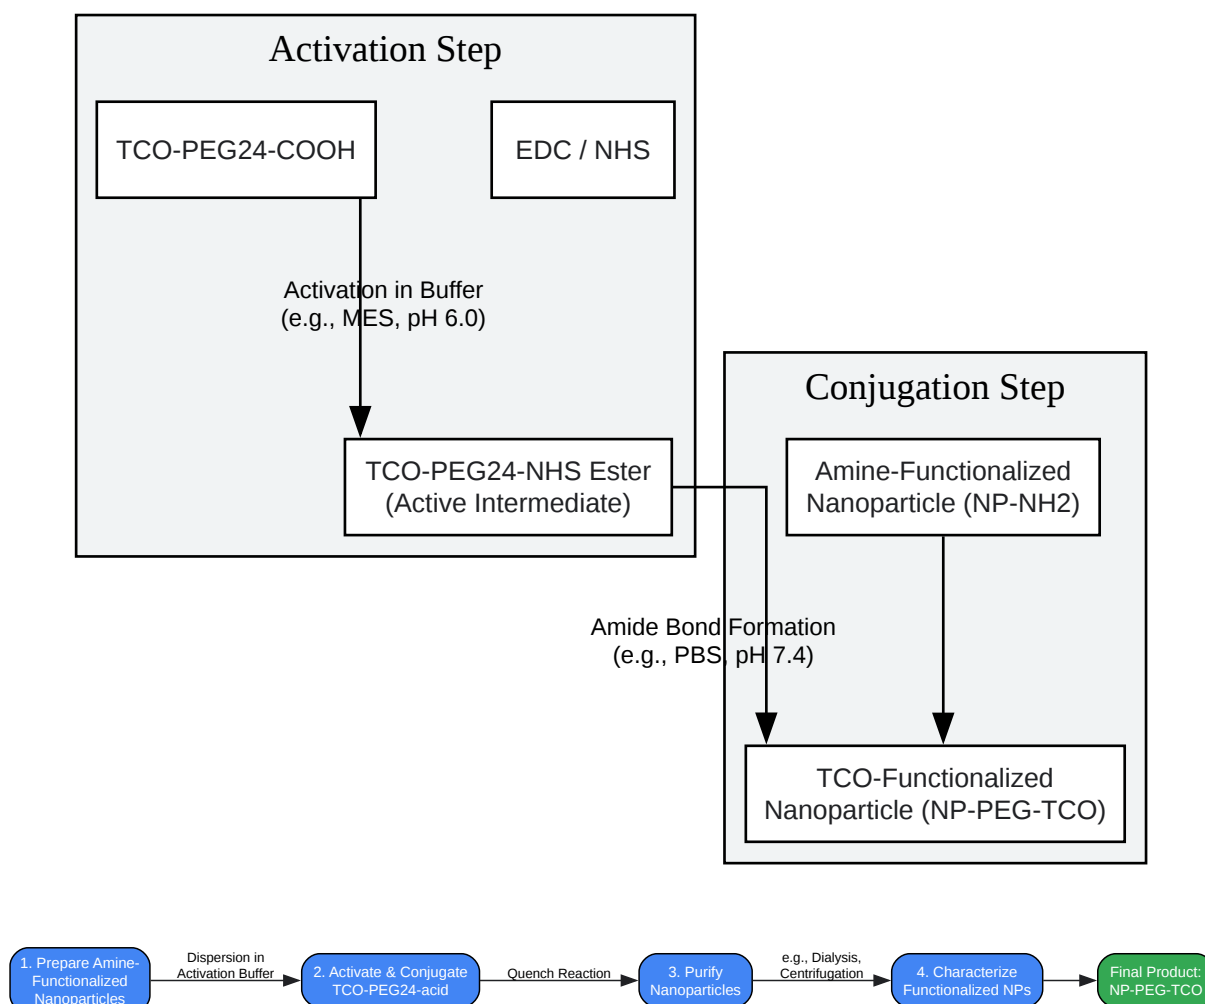 Activation Step
TCO-PEG24-COOH
EDC / NHS
Activation in Buffer
(e.g., MES, pH 6.0)
TCO-PEG24-NHS Ester
(Active Intermediate)
Conjugation Step
Amine-Functionalized
Nanoparticle (NP-NH2)
Amide Bond Formation
(e.g., PBS, pH 7.4)
TCO-Functionalized
Nanoparticle (NP-PEG-TCO)
1. Prepare Amine-
Functionalized
Nanoparticles
Dispersion in
Activation Buffer
2. Activate & Conjugate
TCO-PEG24-acid
Quench Reaction
3. Purify
Nanoparticles
e.g., Dialysis,
Centrifugation
4. Characterize
Functionalized NPs
Final Product:
NP-PEG-TCO